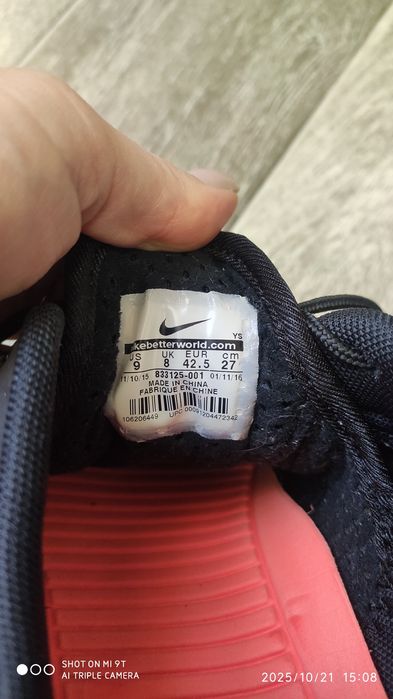 YS
kebetterworld.com
US UK EUR cm
9 8 42.5 27
11/10/15 833125-001 01/11/16
MADE IN CHINA
FABRIQUE EN CHINE
106206449 UPC
SHOT ON MI 9T
AI TRIPLE CAMERA
2025/10/21 15:08